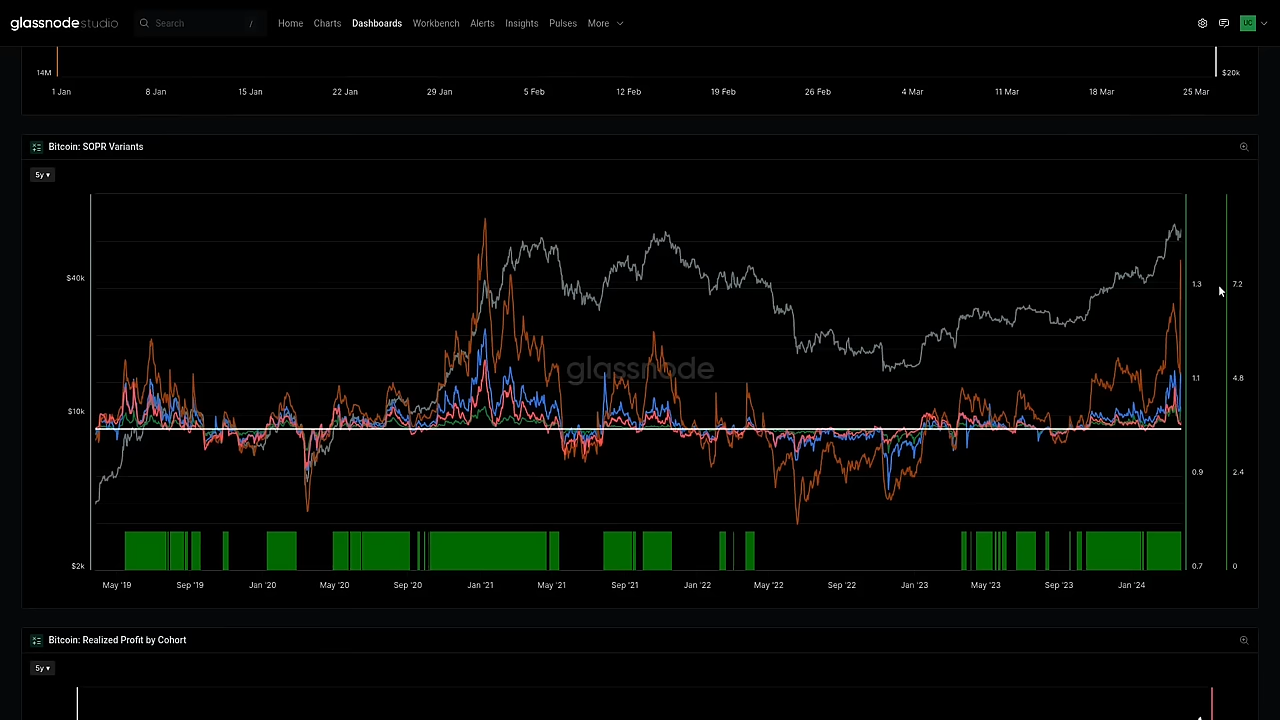 glassnode studio Search / Home Charts Dashboards Workbench Alerts Insights Pulses More UC
14M $20k
1 Jan 8 Jan 15 Jan 22 Jan 29 Jan 5 Feb 12 Feb 19 Feb 26 Feb 4 Mar 11 Mar 18 Mar 25 Mar
Bitcoin: SOPR Variants
5y
$40k 1.3 7.2
glassnode
1.1 4.8
$10k
0.9 2.4
$2k 0.7 0
May '19 Sep '19 Jan '20 May '20 Sep '20 Jan '21 May '21 Sep '21 Jan '22 May '22 Sep '22 Jan '23 May '23 Sep '23 Jan '24
Bitcoin: Realized Profit by Cohort
5y